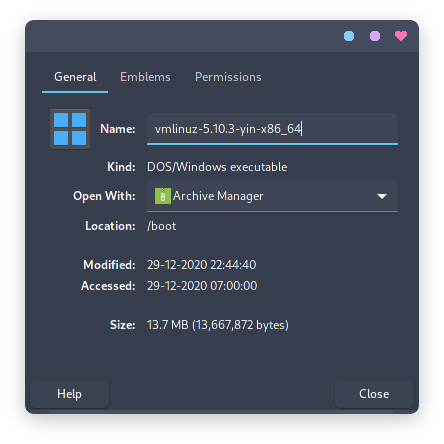 General Emblems Permissions
Name: vmlinuz-5.10.3-yin-x86_64
Kind: DOS/Windows executable
Open With: Archive Manager
Location: /boot
Modified: 29-12-2020 22:44:40
Accessed: 29-12-2020 07:00:00
Size: 13.7 MB (13,667,872 bytes)
Help Close